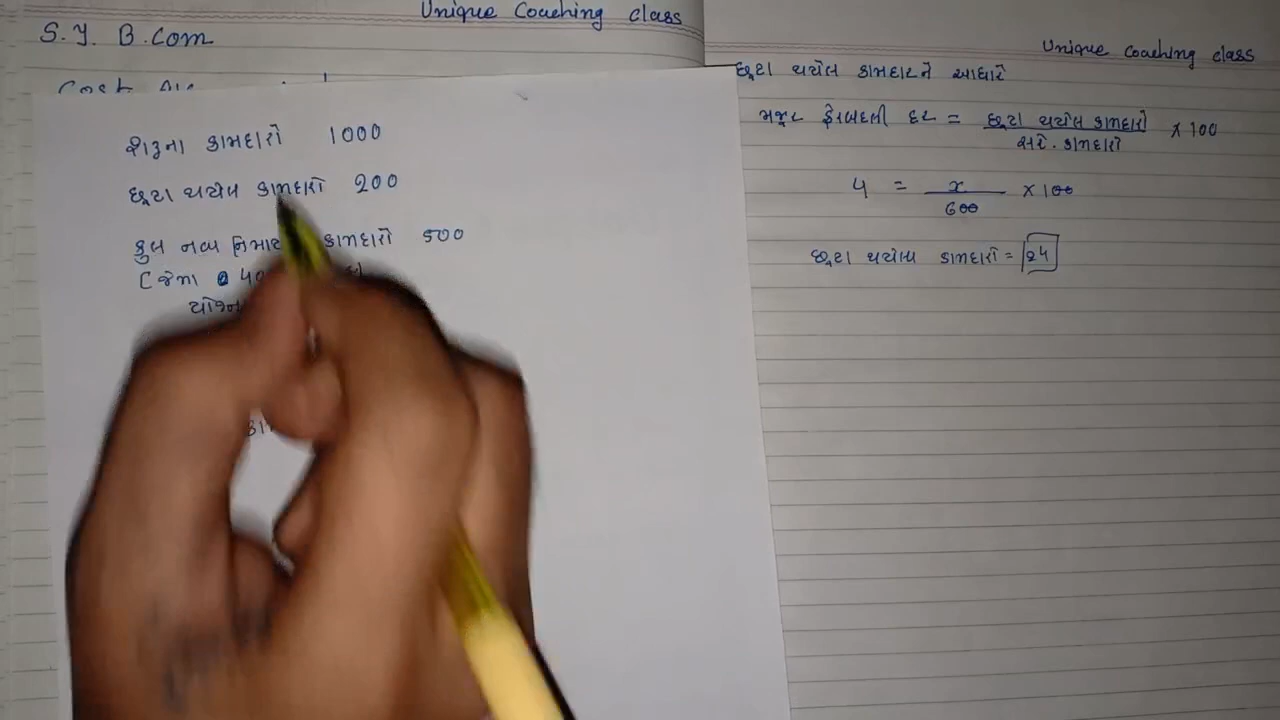 Unique Coaching class
S.Y. B.Com
શરૂના કામદારો 1000
છૂટા થયેલ કામદારો 200
કુલ નવા કામદારો 500
[જેમા 40
Unique Coaching class
છૂટા થયેલ કામદારને આધારે
મજૂર ફેરબદલી દર = છૂટા થયેલ કામદારો × 100
સરે. કામદારો
4 = x × 100
600
છૂટા થયેલ કામદારો = 24